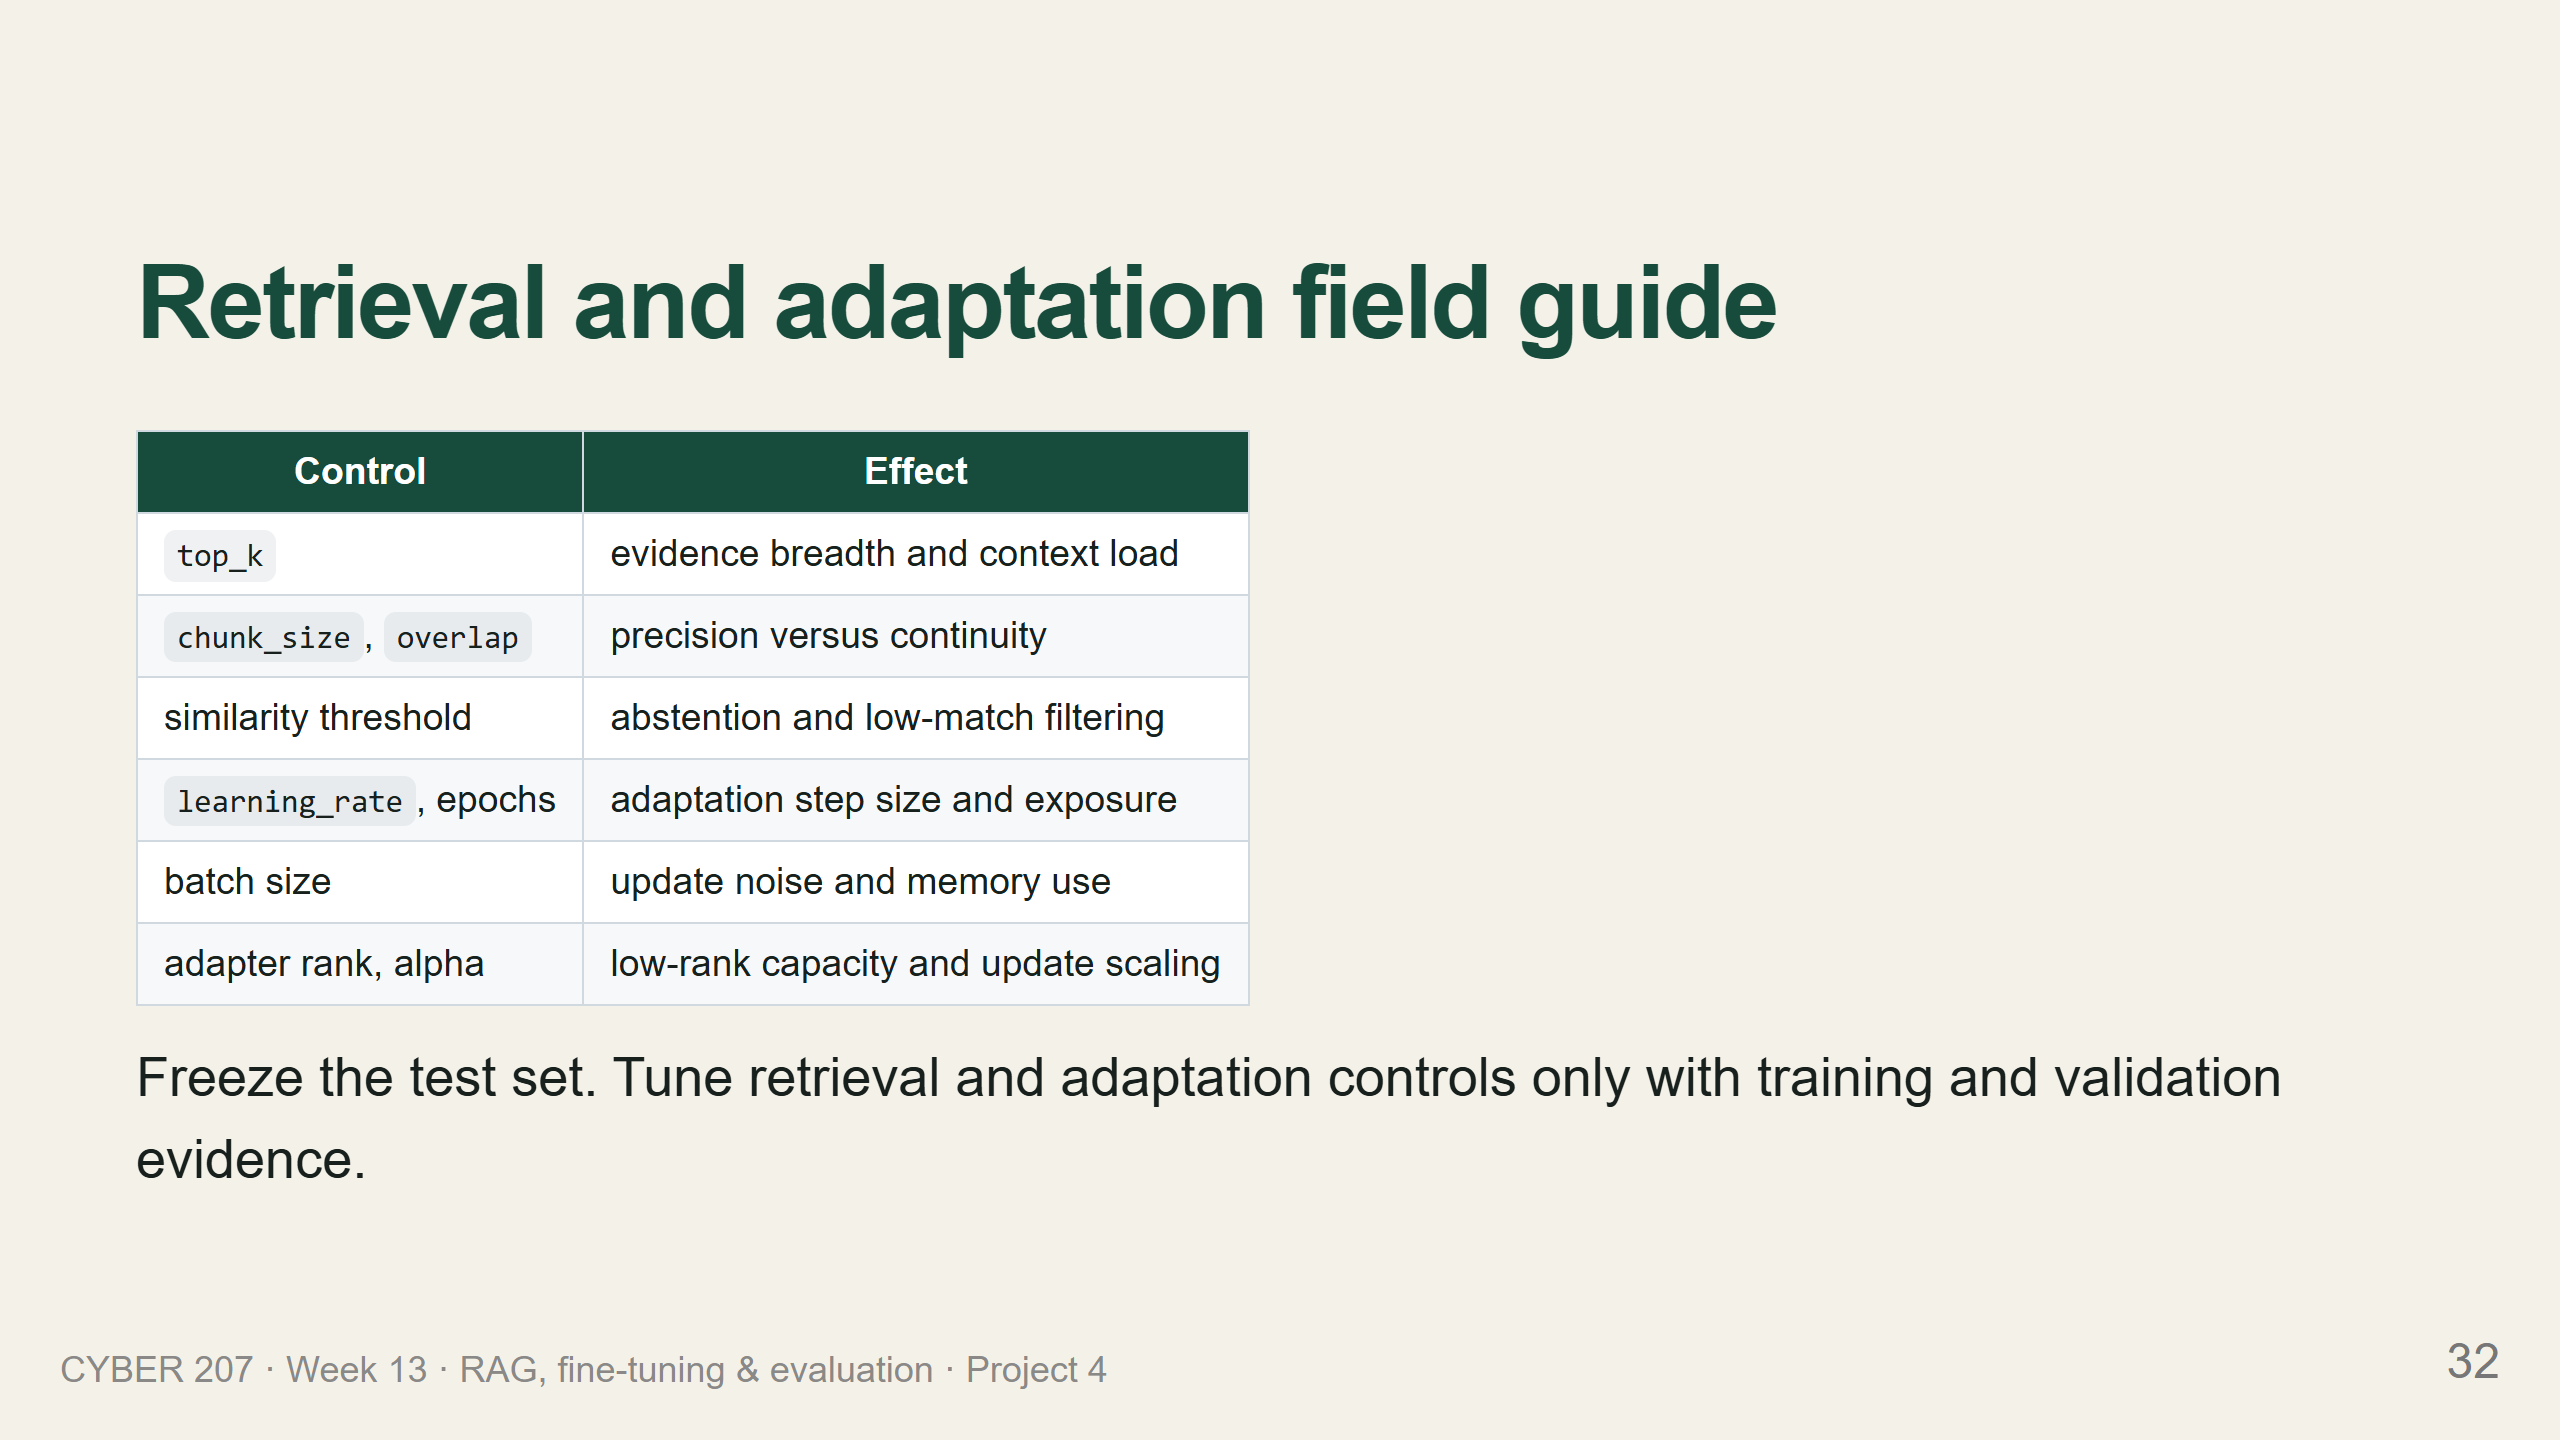 Retrieval and adaptation field guide
Control Effect
top_k evidence breadth and context load
chunk_size, overlap precision versus continuity
similarity threshold abstention and low-match filtering
learning_rate, epochs adaptation step size and exposure
batch size update noise and memory use
adapter rank, alpha low-rank capacity and update scaling
Freeze the test set. Tune retrieval and adaptation controls only with training and validation
evidence.
CYBER 207 · Week 13 · RAG, fine-tuning & evaluation · Project 4
32